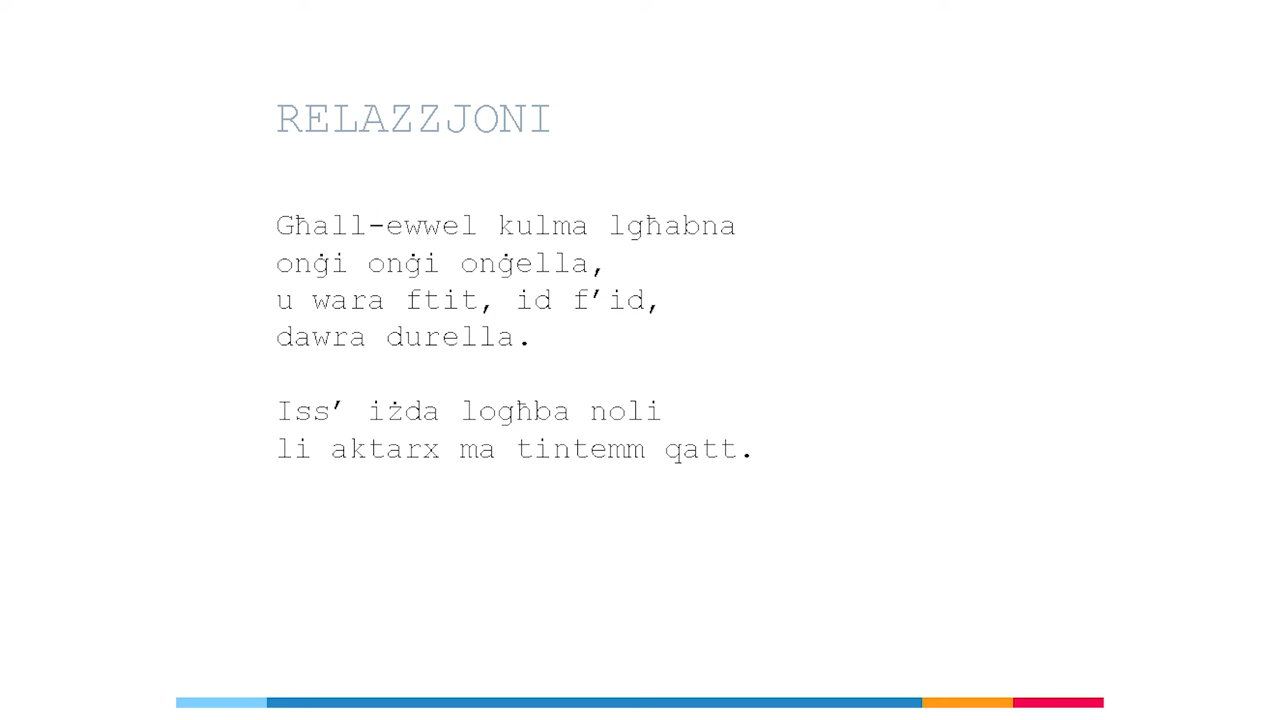 RELAZZJONI
Għall-ewwel kulma lgħabna
onġi onġi onġella,
u wara ftit, id f’id,
dawra durella.
Iss’ iżda logħba noli
li aktarx ma tintemm qatt.